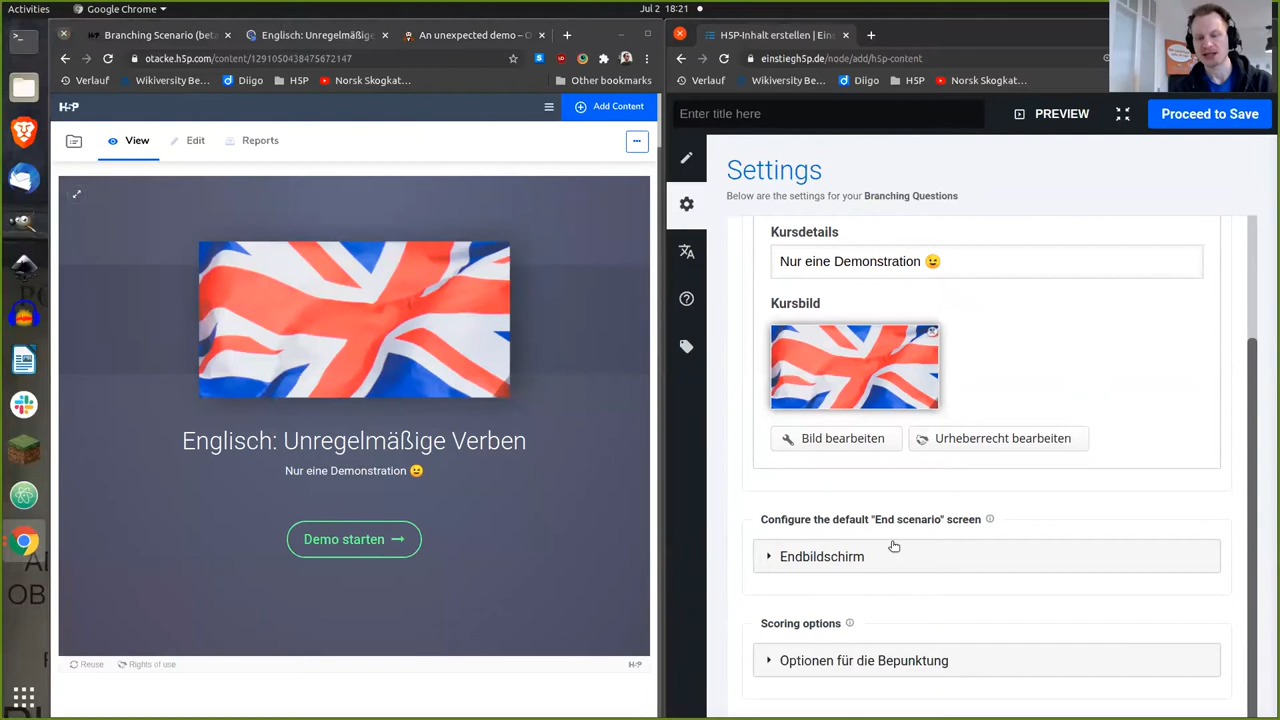 Activities
Google Chrome
Jul 2 18:21
Branching Scenario (beta
Englisch: Unregelmäßige
An unexpected demo – O
otacke.h5p.com/content/1291050438475672147
Verlauf
Wikiversity Be…
Diigo
H5P
Norsk Skogkat…
Other bookmarks
H5P
Add Content
View
Edit
Reports
Englisch: Unregelmäßige Verben
Nur eine Demonstration 😉
Demo starten
Reuse
Rights of use
H5P
H5P-Inhalt erstellen | Eins
einstiegh5p.de/node/add/h5p-content
Verlauf
Wikiversity Be…
Diigo
H5P
Norsk Skogkat…
Enter title here
PREVIEW
Proceed to Save
Settings
Below are the settings for your Branching Questions
Kursdetails
Nur eine Demonstration 😉
Kursbild
Bild bearbeiten
Urheberrecht bearbeiten
Configure the default "End scenario" screen
Endbildschirm
Scoring options
Optionen für die Bepunktung